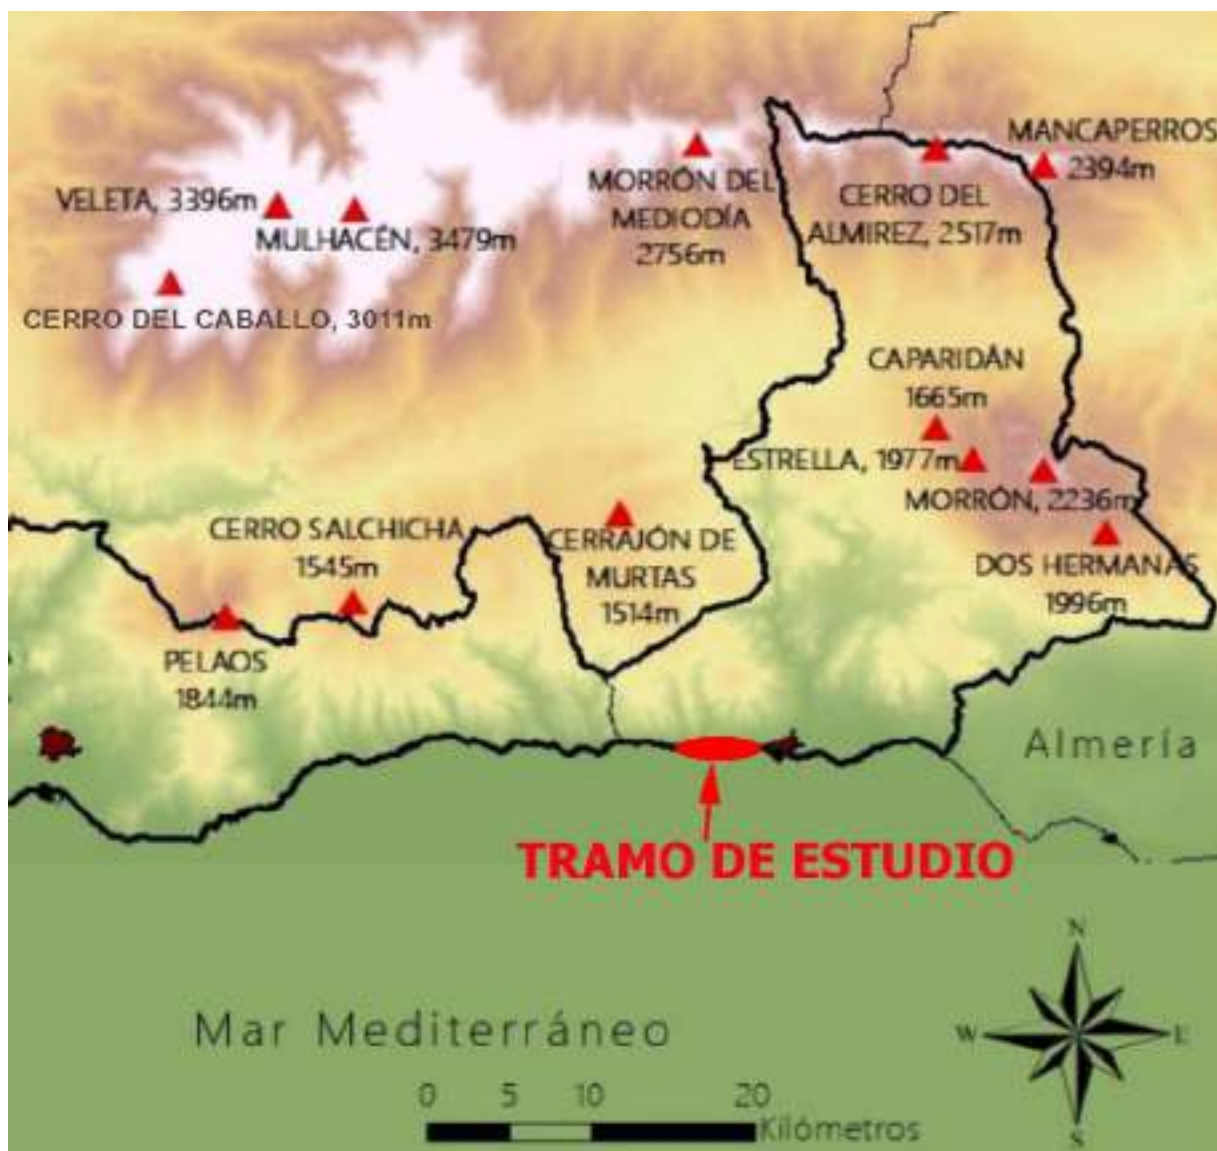 MANCAPERROS
2394m
MORRÓN DEL
MEDIODÍA
2756m
CERRO DEL
ALMIREZ, 2517m
VELETA, 3396m
MULHACÉN, 3479m
CERRO DEL CABALLO, 3011m
CAPARIDÁN
1665m
ESTRELLA, 1977m
MORRÓN, 2236m
CERRO SALCHICHA
1545m
CERRAJÓN DE
MURTAS
1514m
DOS HERMANAS
1996m
PELAOS
1844m
Almería
TRAMO DE ESTUDIO
N
W
E
S
Mar Mediterráneo
0 5 10 20
Kilómetros